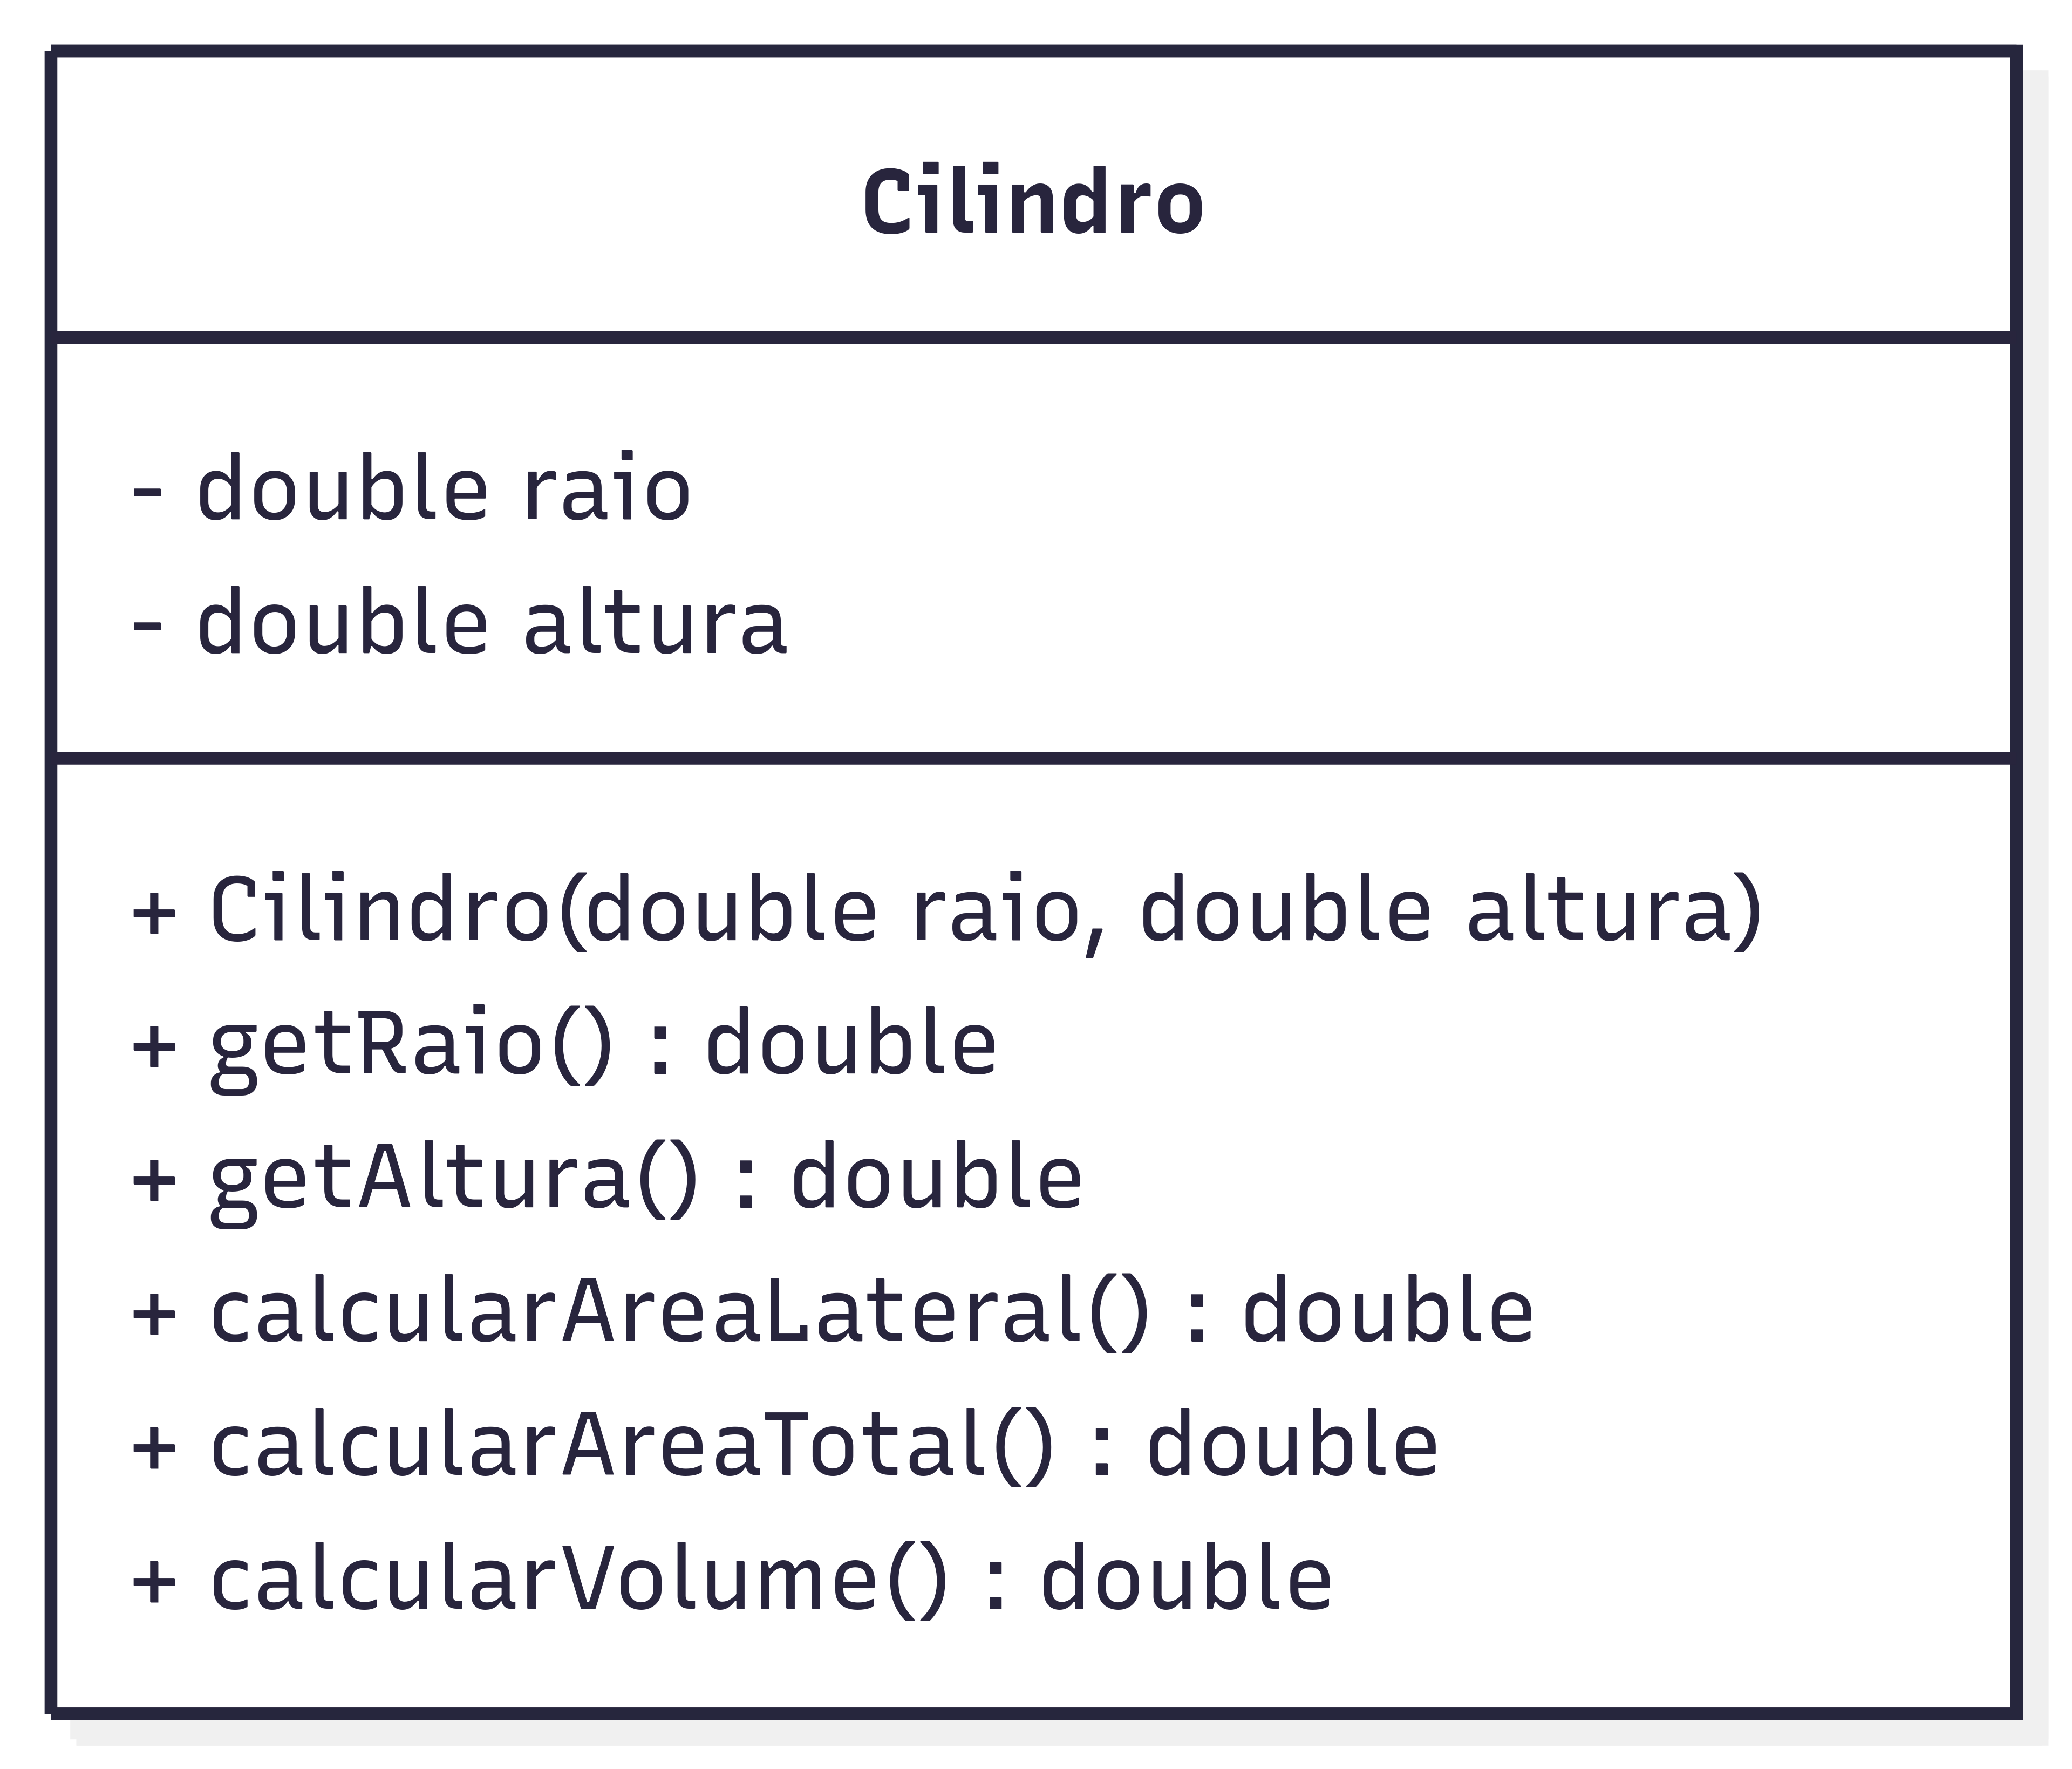 Cilindro
- double raio
- double altura
+ Cilindro(double raio, double altura)
+ getRaio() : double
+ getAltura() : double
+ calcularAreaLateral() : double
+ calcularAreaTotal() : double
+ calcularVolume() : double